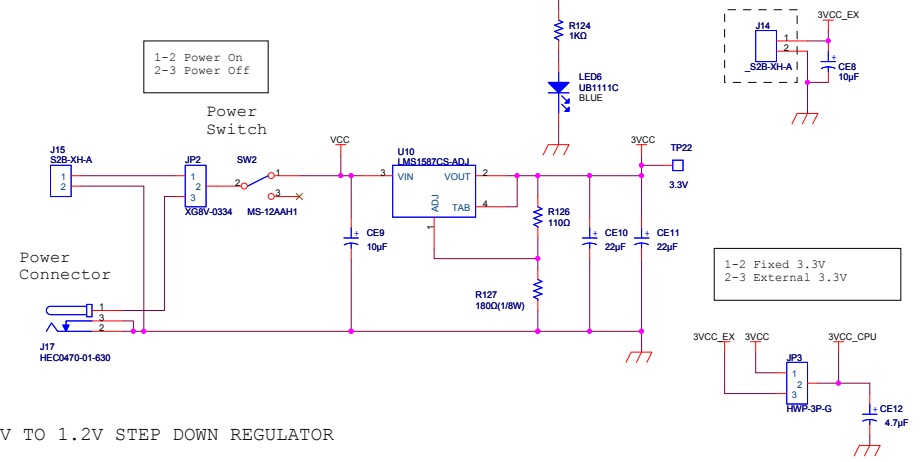 R124
1KΩ
LED6
UB1111C
BLUE
J14
1
2
_S2B-XH-A
3VCC_EX
+
CE8
10µF
1-2 Power On
2-3 Power Off
Power
Switch
J15
S2B-XH-A
1
2
JP2
1
2
3
XG8V-0334
SW2
2
1
3
MS-12AAH1
VCC
+
CE9
10µF
U10
LMS1587CS-ADJ
3
VIN
VOUT
2
ADJ
TAB
4
1
R126
110Ω
R127
180Ω(1/8W)
+
CE10
22µF
3VCC
+
CE11
22µF
TP22
3.3V
Power
Connector
1
3
2
J17
HEC0470-01-630
1-2 Fixed 3.3V
2-3 External 3.3V
3VCC_EX
3VCC
3VCC_CPU
JP3
1
2
3
HWP-3P-G
+
CE12
4.7µF
V TO 1.2V STEP DOWN REGULATOR